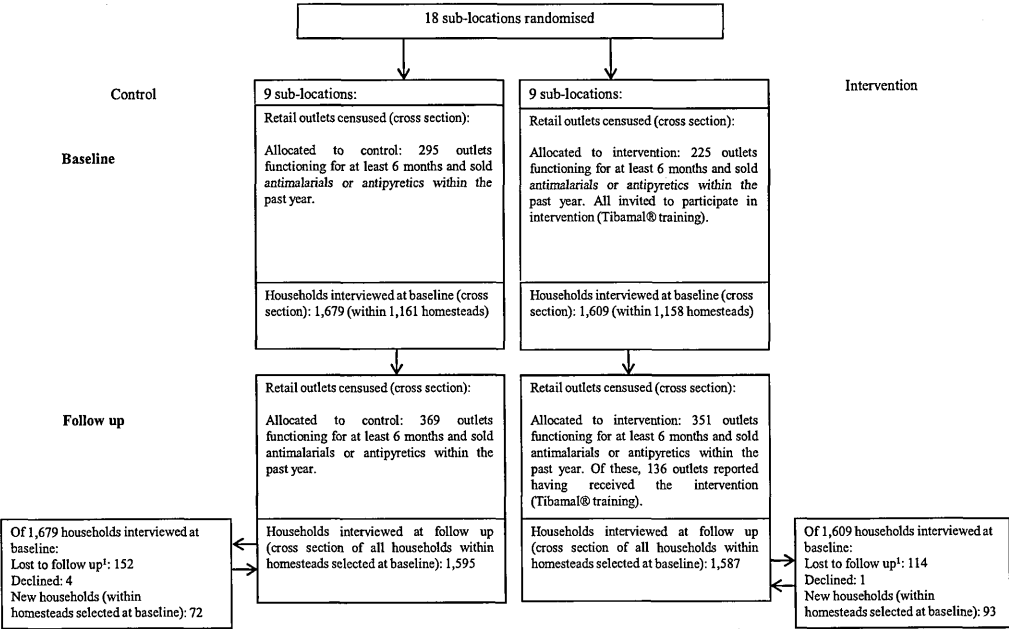 18 sub-locations randomised
Control
Intervention
9 sub-locations:
9 sub-locations:
Baseline
Retail outlets censused (cross section):
Allocated to control: 295 outlets
functioning for at least 6 months and sold
antimalarials or antipyretics within the
past year.
Retail outlets censused (cross section):
Allocated to intervention: 225 outlets
functioning for at least 6 months and sold
antimalarials or antipyretics within the
past year. All invited to participate in
intervention (Tibamal® training).
Households interviewed at baseline (cross
section): 1,679 (within 1,161 homesteads)
Households interviewed at baseline (cross
section): 1,609 (within 1,158 homesteads)
Follow up
Retail outlets censused (cross section):
Allocated to control: 369 outlets
functioning for at least 6 months and sold
antimalarials or antipyretics within the
past year.
Retail outlets censused (cross section):
Allocated to intervention: 351 outlets
functioning for at least 6 months and sold
antimalarials or antipyretics within the
past year. Of these, 136 outlets reported
having received the intervention
(Tibamal® training).
Of 1,679 households interviewed at
baseline:
Lost to follow up¹: 152
Declined: 4
New households (within
homesteads selected at baseline): 72
Households interviewed at follow up
(cross section of all households within
homesteads selected at baseline): 1,595
Households interviewed at follow up
(cross section of all households within
homesteads selected at baseline): 1,587
Of 1,609 households interviewed at
baseline:
Lost to follow up¹: 114
Declined: 1
New households (within
homesteads selected at baseline): 93